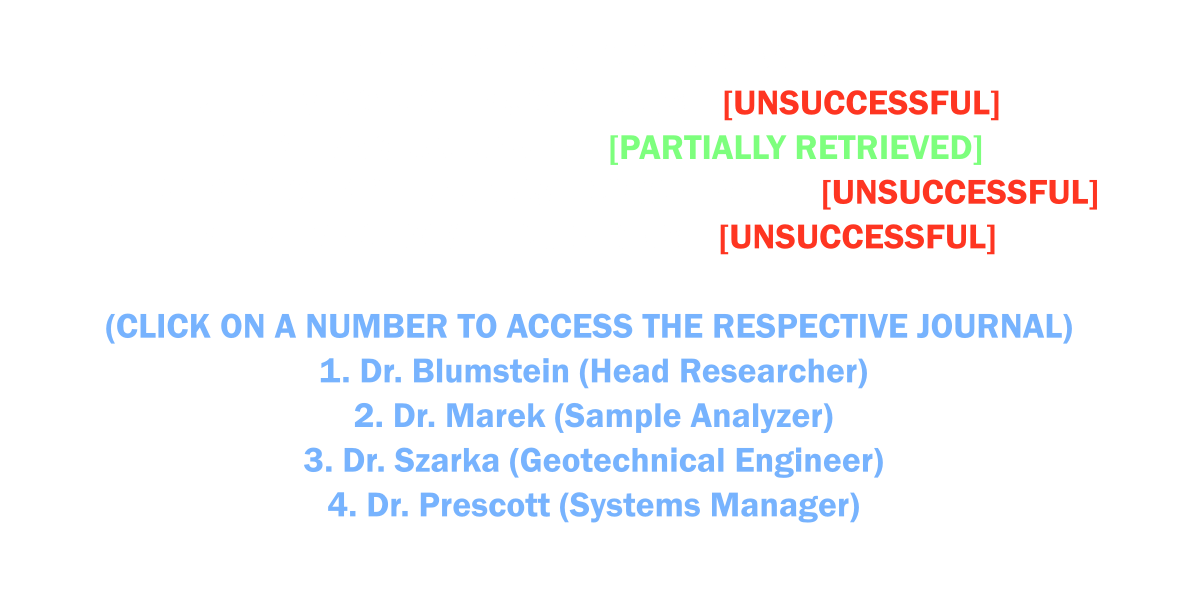 [UNSUCCESSFUL]
[PARTIALLY RETRIEVED]
[UNSUCCESSFUL]
[UNSUCCESSFUL]
(CLICK ON A NUMBER TO ACCESS THE RESPECTIVE JOURNAL)
1. Dr. Blumstein (Head Researcher)
2. Dr. Marek (Sample Analyzer)
3. Dr. Szarka (Geotechnical Engineer)
4. Dr. Prescott (Systems Manager)